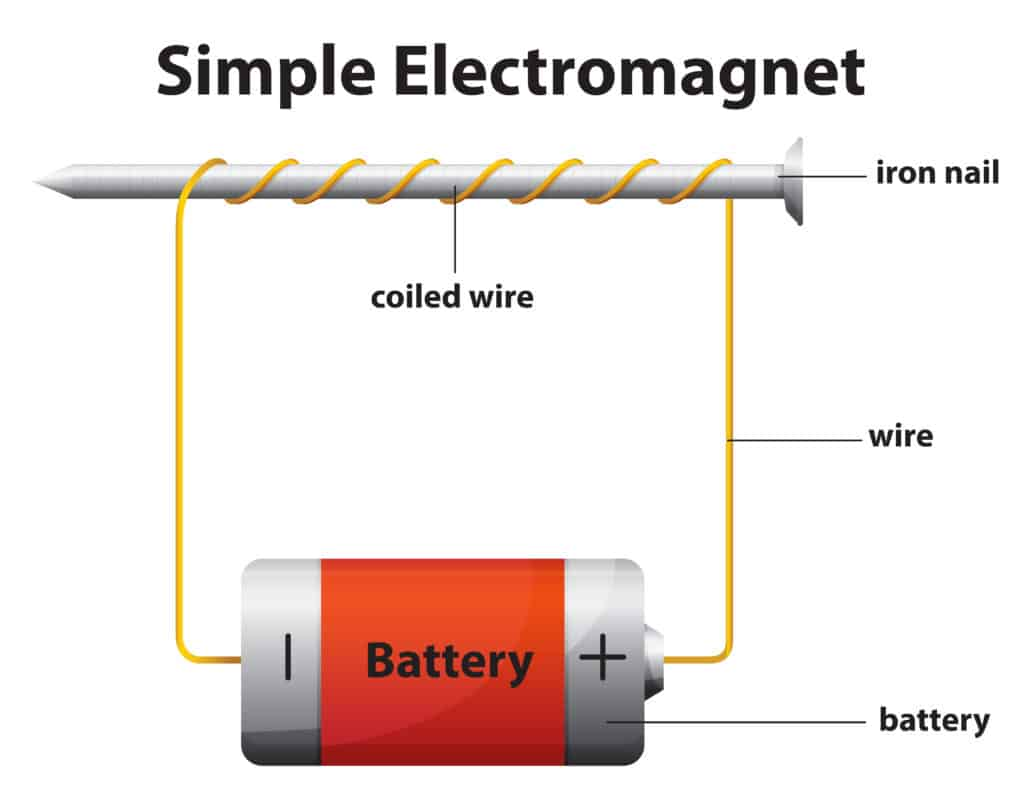 Simple Electromagnet
iron nail
coiled wire
wire
| Battery +
battery